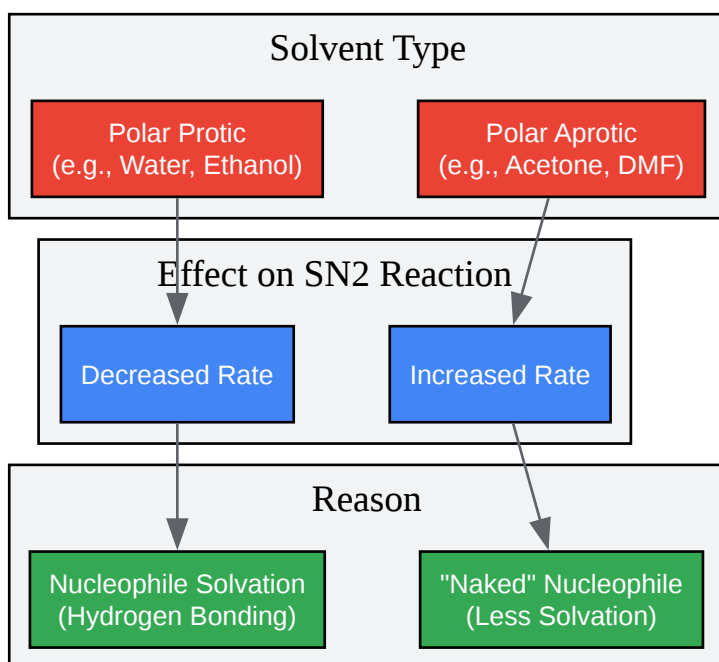 Solvent Type
Polar Protic
(e.g., Water, Ethanol)
Polar Aprotic
(e.g., Acetone, DMF)
Effect on SN2 Reaction
Decreased Rate
Increased Rate
Reason
Nucleophile Solvation
(Hydrogen Bonding)
"Naked" Nucleophile
(Less Solvation)